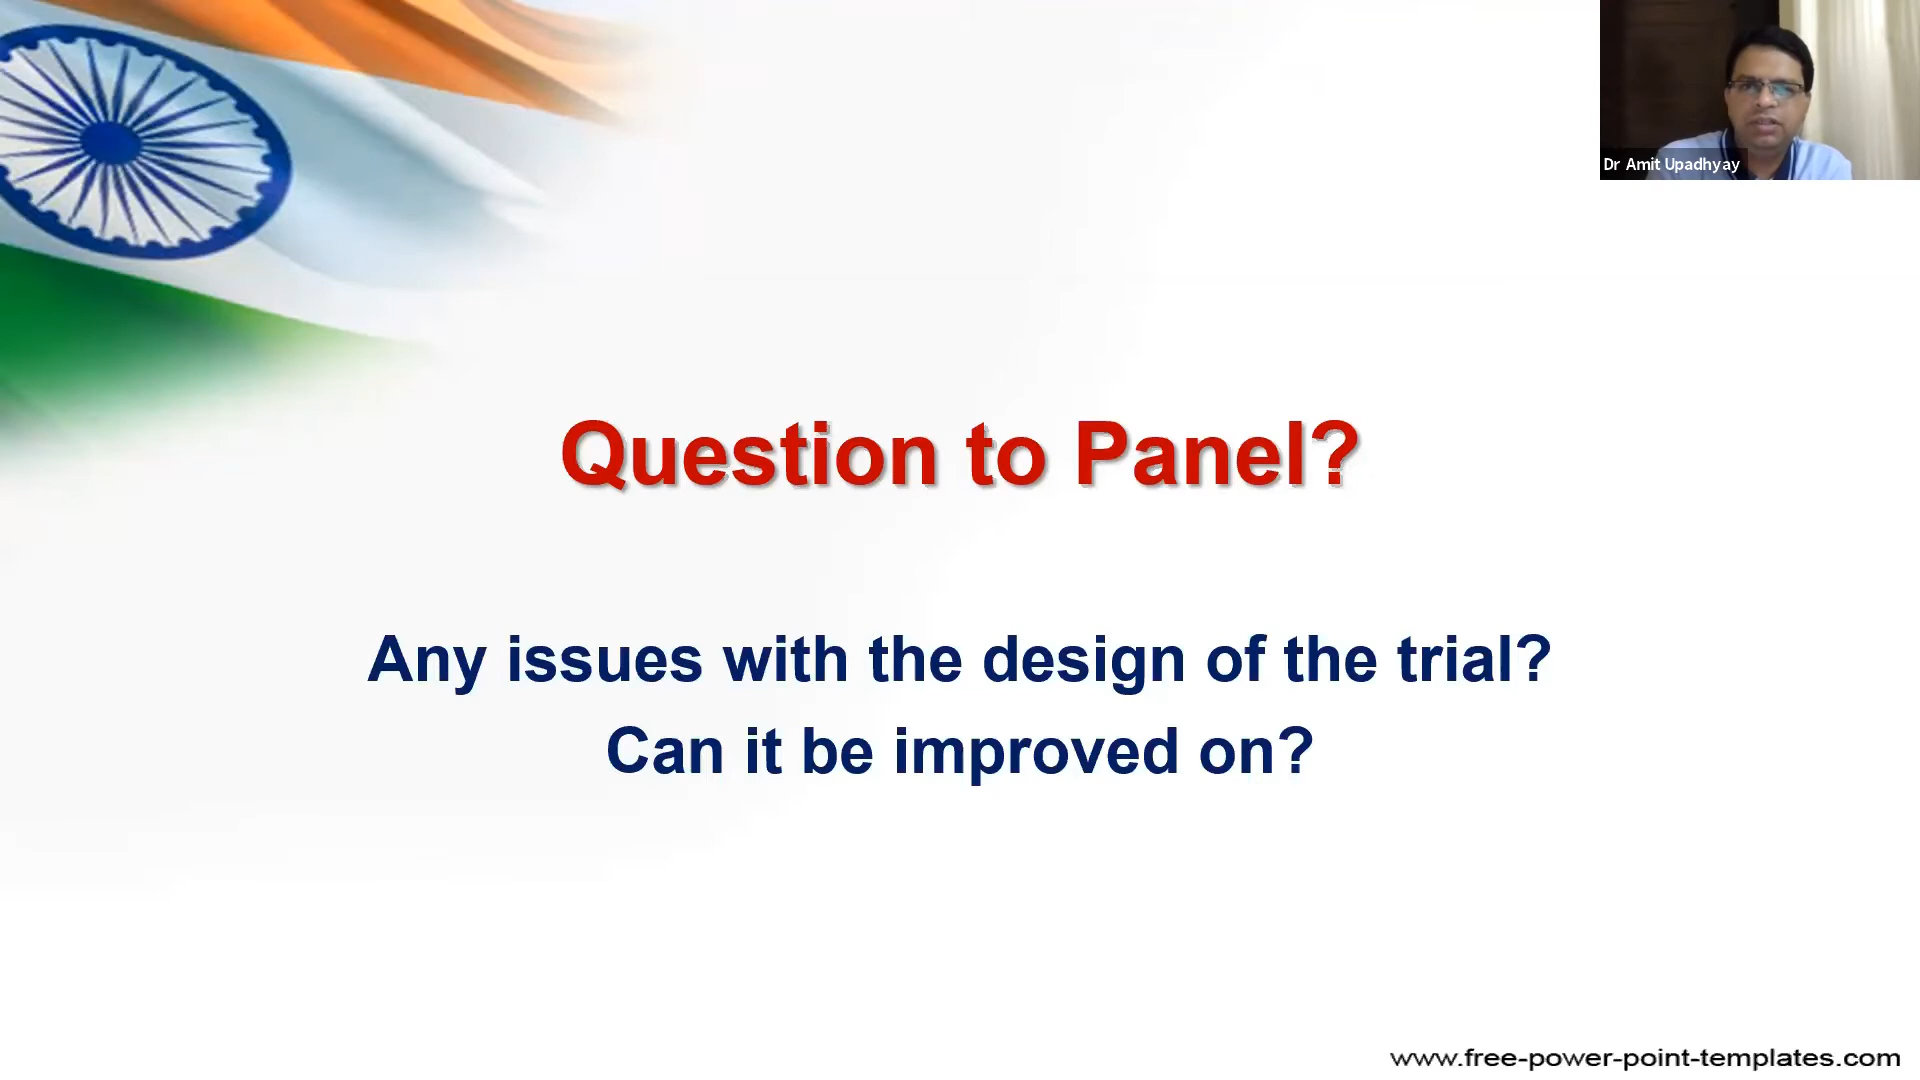 Dr Amit Upadhyay
Question to Panel?
Any issues with the design of the trial?
Can it be improved on?
www.free-power-point-templates.com